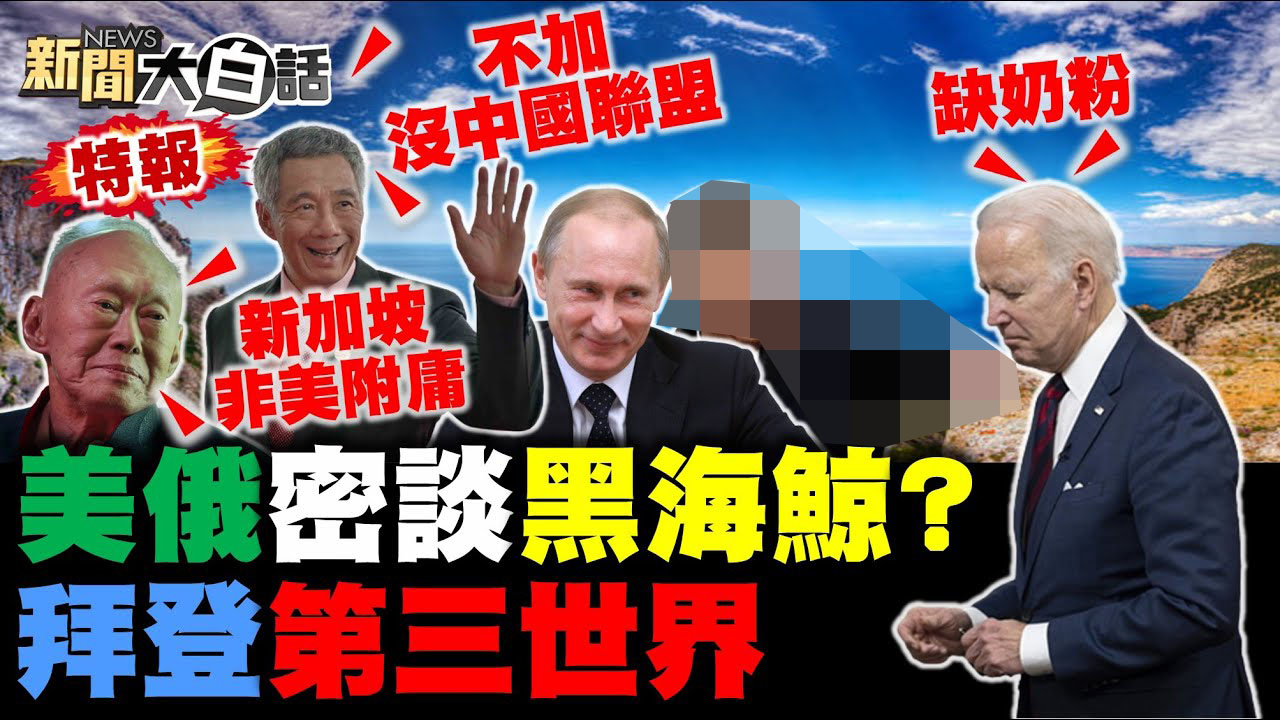 NEWS
新聞大白話
特報
不加
沒中國聯盟
缺奶粉
新加坡
非美附庸
美俄密談黑海鯨?
拜登第三世界